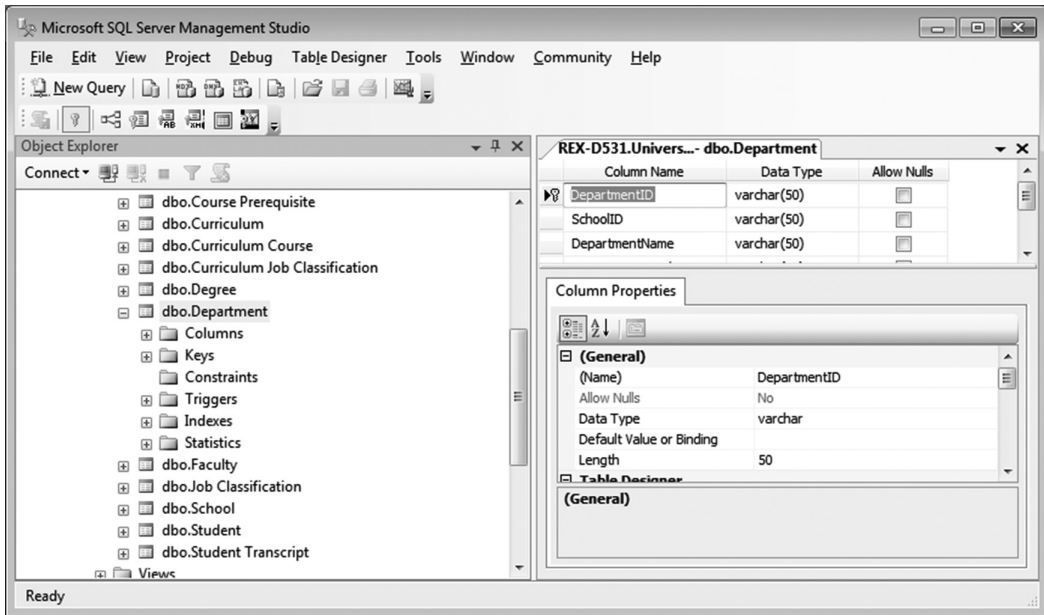 Microsoft SQL Server Management Studio
File Edit View Project Debug Table Designer Tools Window Community Help
New Query
Object Explorer
Connect
dbo.Course Prerequisite
dbo.Curriculum
dbo.Curriculum Course
dbo.Curriculum Job Classification
dbo.Degree
dbo.Department
Columns
Keys
Constraints
Triggers
Indexes
Statistics
dbo.Faculty
dbo.Job Classification
dbo.School
dbo.Student
dbo.Student Transcript
Views
REX-D531.Univers...- dbo.Department
Column Name Data Type Allow Nulls
DepartmentID varchar(50)
SchoolID varchar(50)
DepartmentName varchar(50)
Column Properties
(General)
(Name) DepartmentID
Allow Nulls No
Data Type varchar
Default Value or Binding
Length 50
Table Designer
(General)
Ready